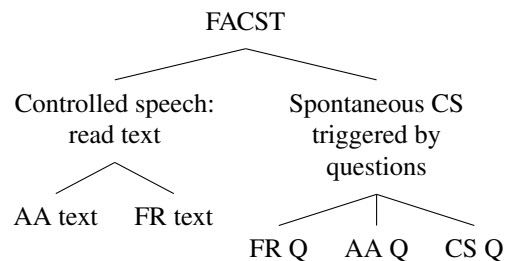 FACST
Controlled speech:
read text
Spontaneous CS
triggered by
questions
AA text
FR text
FR Q
AA Q
CS Q